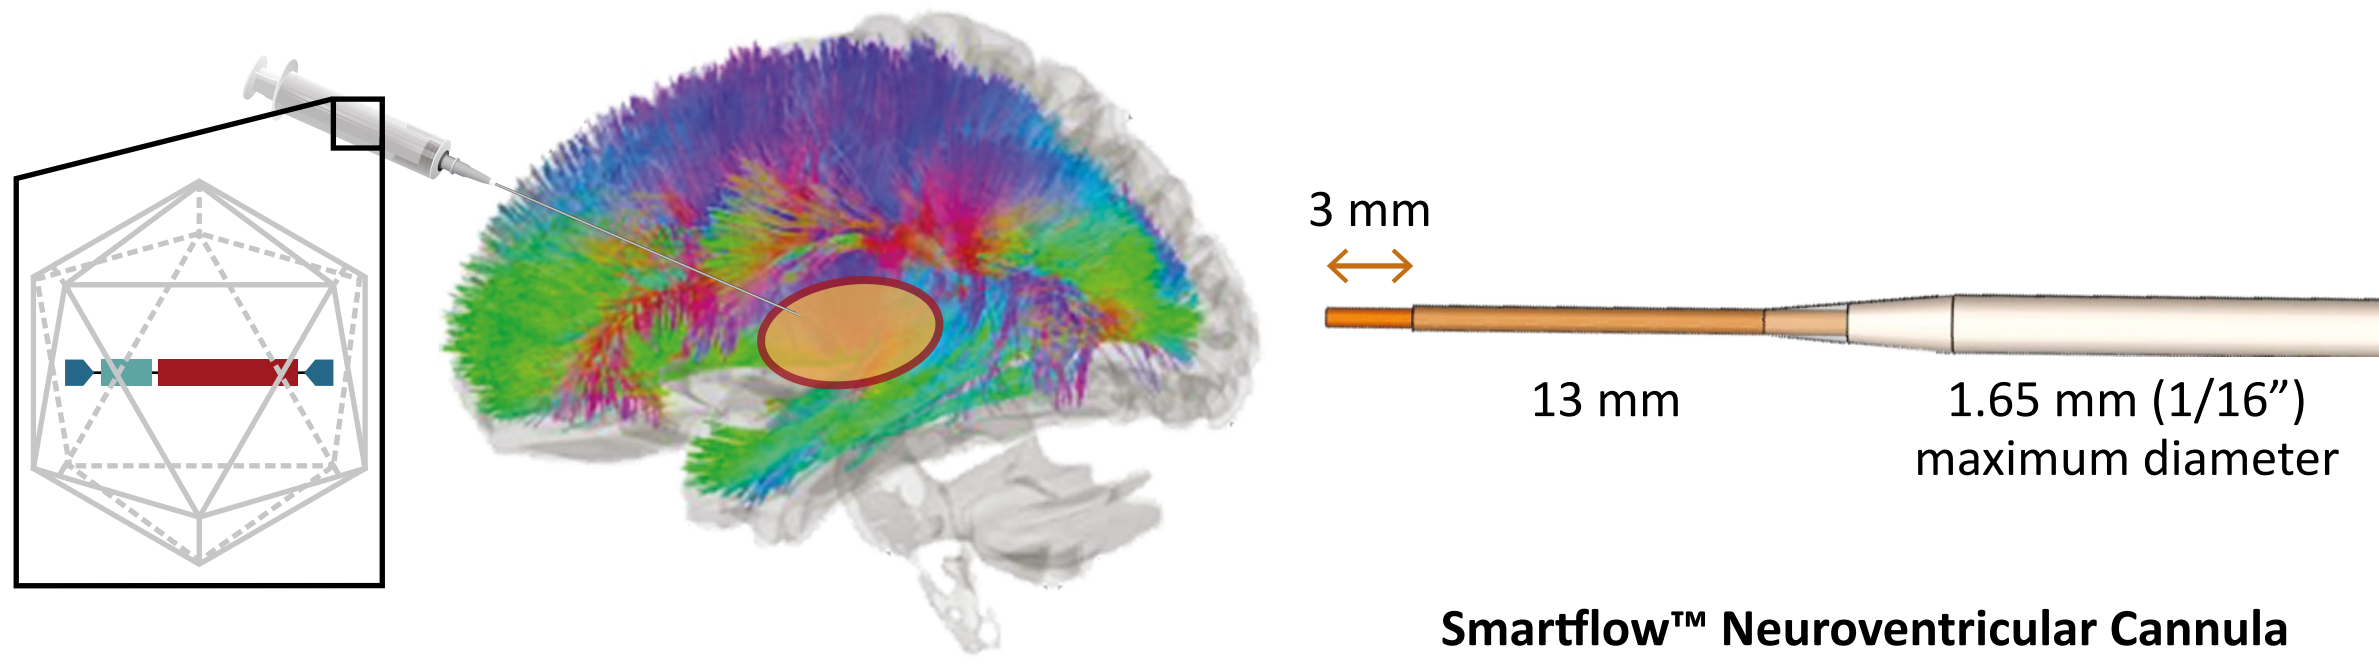 3 mm
13 mm
1.65 mm (1/16”)
maximum diameter
Smartflow™ Neuroventricular Cannula